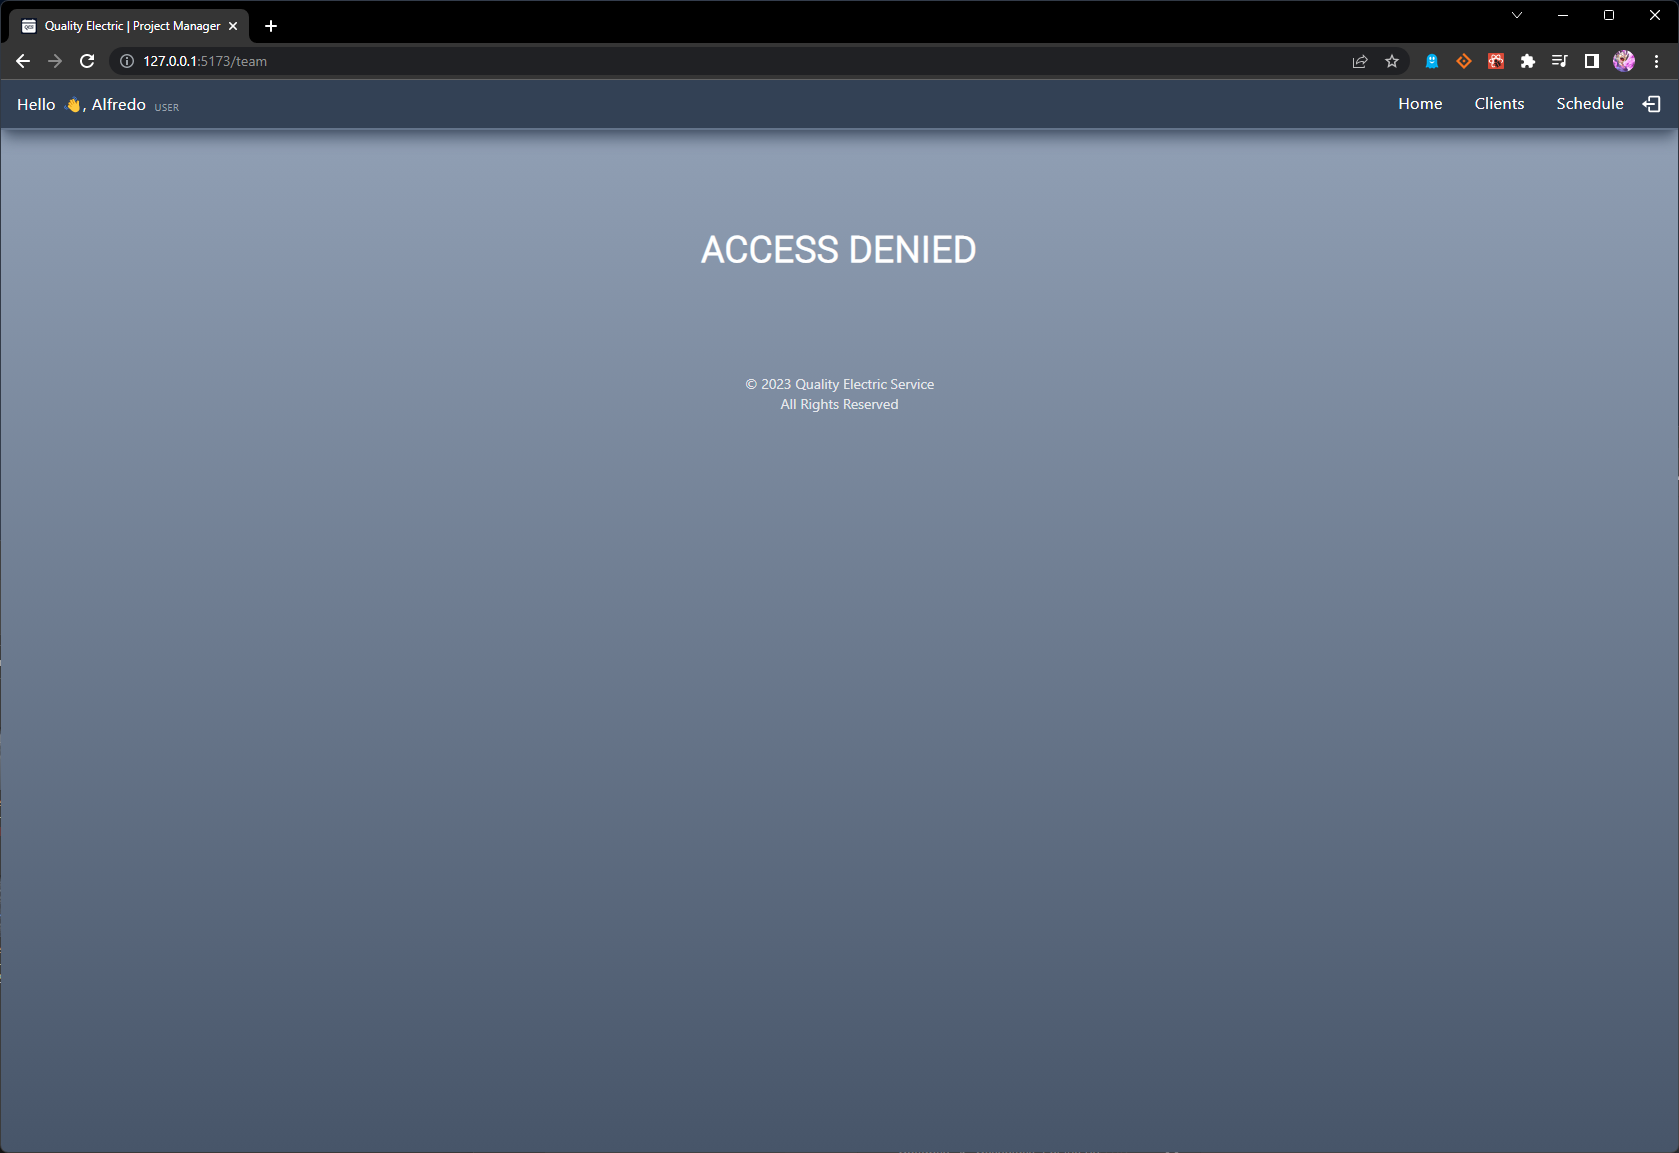 Quality Electric | Project Manager
127.0.0.1:5173/team
Hello 👋, Alfredo USER
Home Clients Schedule
ACCESS DENIED
© 2023 Quality Electric Service
All Rights Reserved